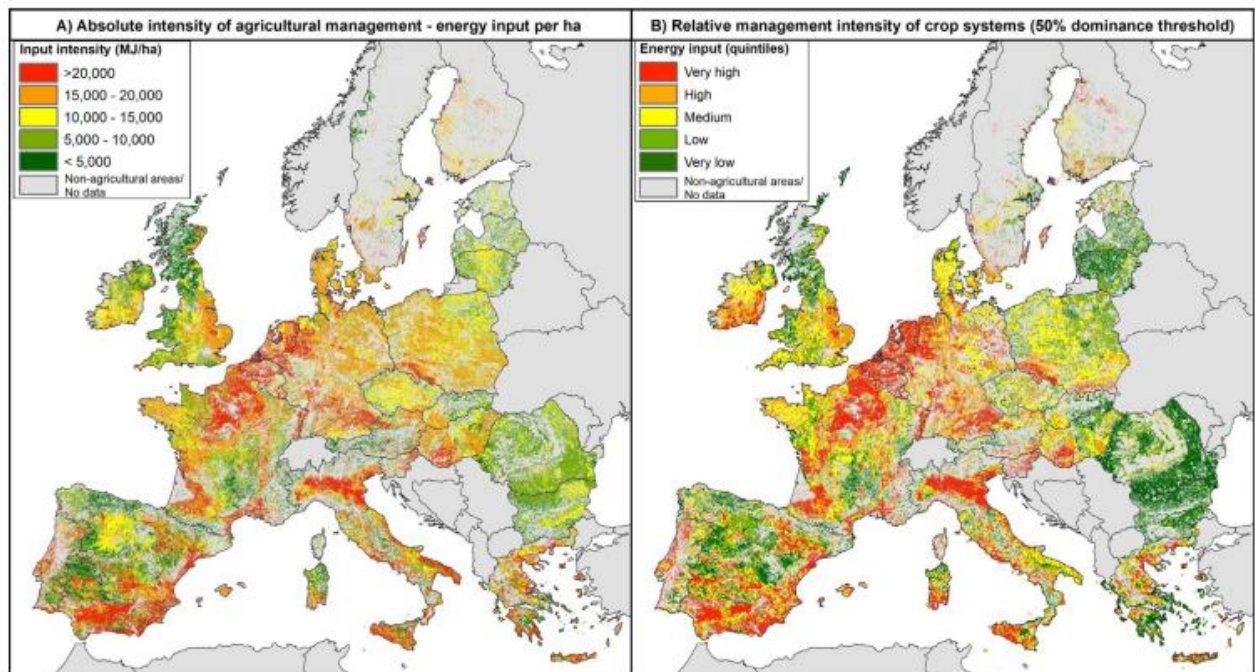 A) Absolute intensity of agricultural management - energy input per ha
Input intensity (MJ/ha)
>20,000
15,000 - 20,000
10,000 - 15,000
5,000 - 10,000
< 5,000
Non-agricultural areas/
No data
B) Relative management intensity of crop systems (50% dominance threshold)
Energy input (quintiles)
Very high
High
Medium
Low
Very low
Non-agricultural areas/
No data